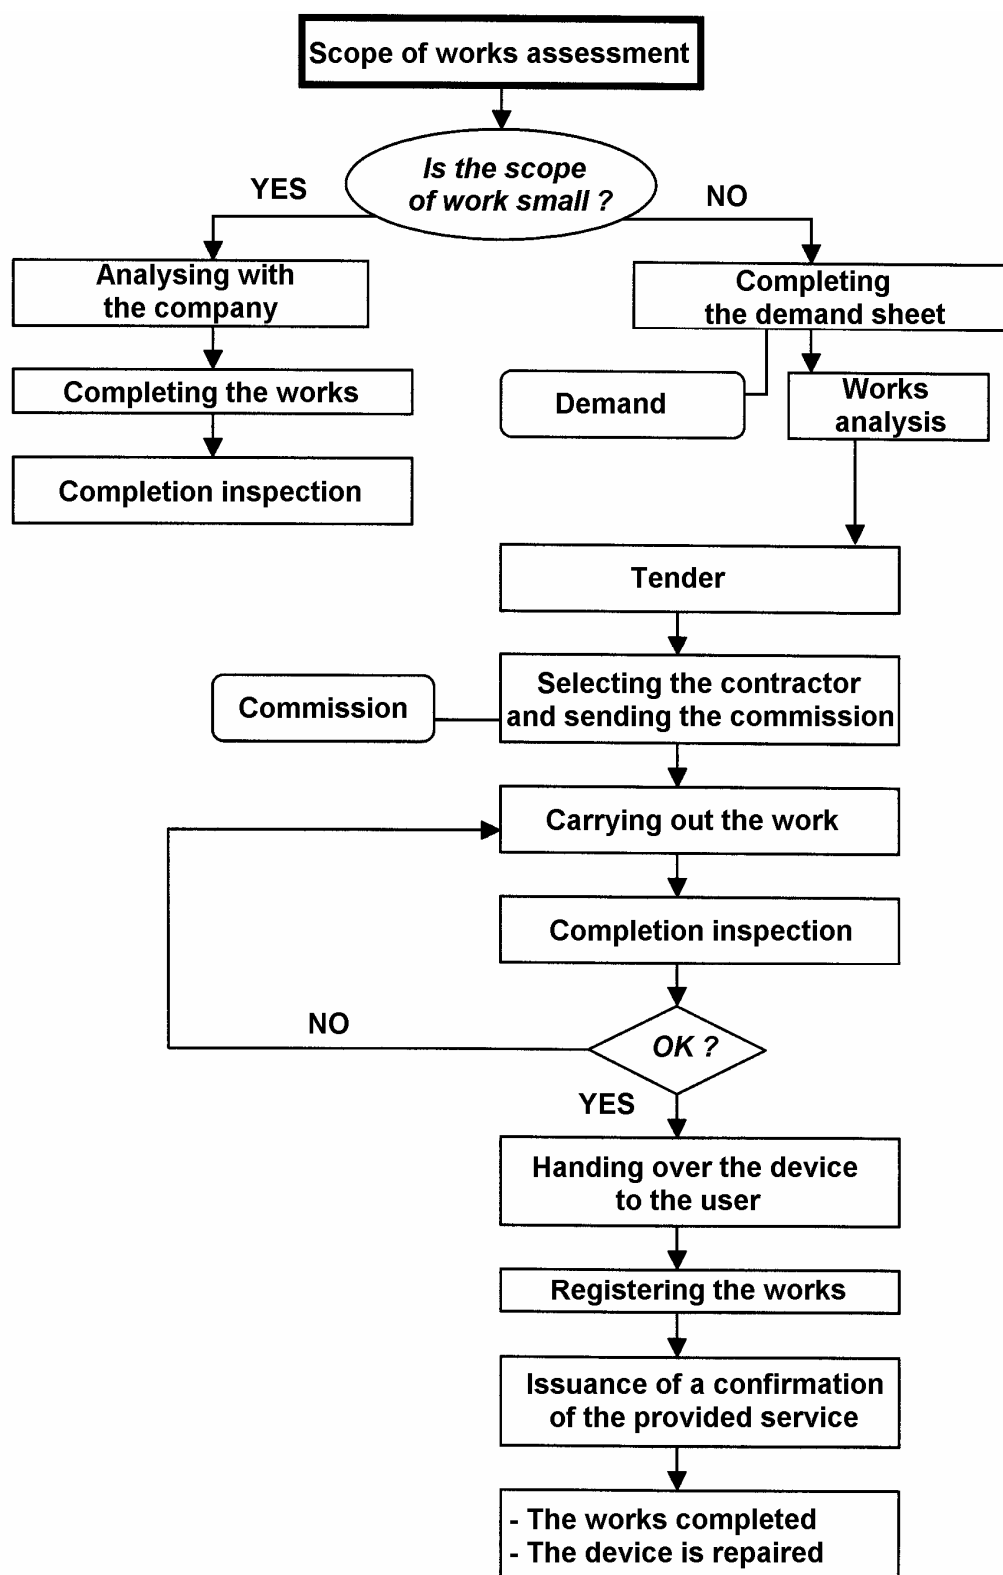 Scope of works assessment
Is the scope
of work small ?
YES
NO
Analysing with
the company
Completing
the demand sheet
Completing the works
Demand
Works
analysis
Completion inspection
Tender
Selecting the contractor
and sending the commission
Commission
Carrying out the work
Completion inspection
NO
OK ?
YES
Handing over the device
to the user
Registering the works
Issuance of a confirmation
of the provided service
- The works completed
- The device is repaired